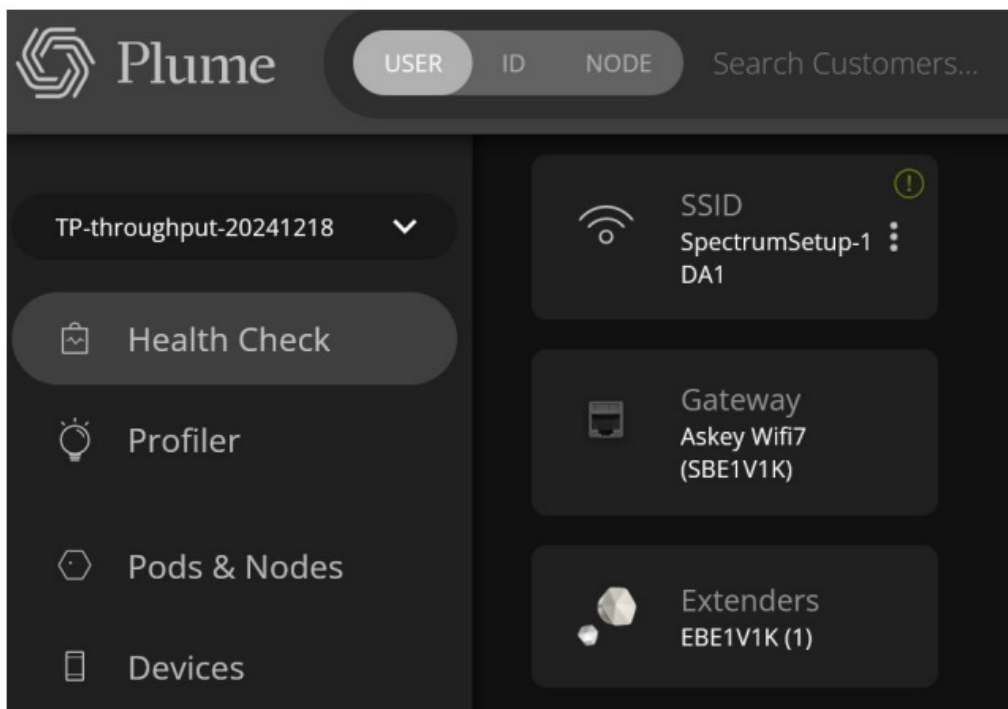 Plume
USER ID NODE
Search Customers...
TP-throughput-20241218
Health Check
Profiler
Pods & Nodes
Devices
SSID
SpectrumSetup-1
DA1
Gateway
Askey Wifi7
(SBE1V1K)
Extenders
EBE1V1K (1)